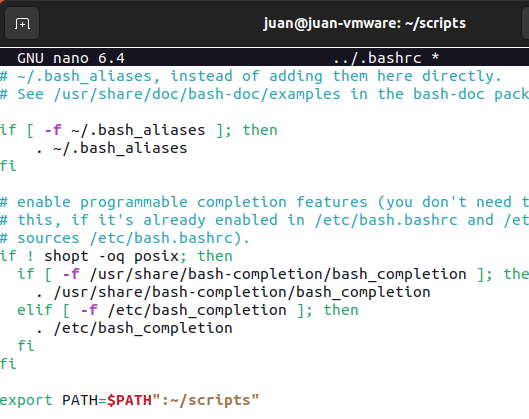 juan@juan-vmware: ~/scripts
GNU nano 6.4 ../.bashrc *
# ~/.bash_aliases, instead of adding them here directly.
# See /usr/share/doc/bash-doc/examples in the bash-doc pack
if [ -f ~/.bash_aliases ]; then
    . ~/.bash_aliases
fi
# enable programnable completion features (you don't need t
# this, if it's already enabled in /etc/bash.bashrc and /et
# sources /etc/bash.bashrc).
if ! shopt -oq posix; then
  if [ -f /usr/share/bash-completion/bash_completion ]; the
    . /usr/share/bash-completion/bash_completion
  elif [ -f /etc/bash_completion ]; then
    . /etc/bash_completion
  fi
fi
export PATH=$PATH":~/scripts"